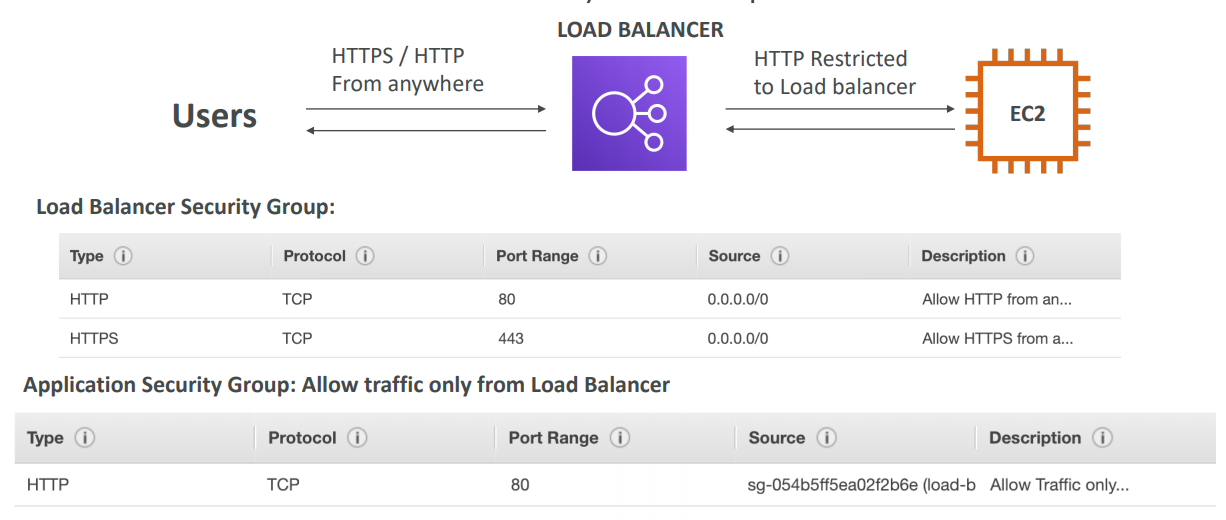 LOAD BALANCER
HTTPS / HTTP
From anywhere
HTTP Restricted
to Load balancer
Users
EC2
Load Balancer Security Group:
Type Protocol Port Range Source Description
HTTP TCP 80 0.0.0.0/0 Allow HTTP from an...
HTTPS TCP 443 0.0.0.0/0 Allow HTTPS from a...
Application Security Group: Allow traffic only from Load Balancer
Type Protocol Port Range Source Description
HTTP TCP 80 sg-054b5ff5ea02f2b6e (load-b Allow Traffic only...